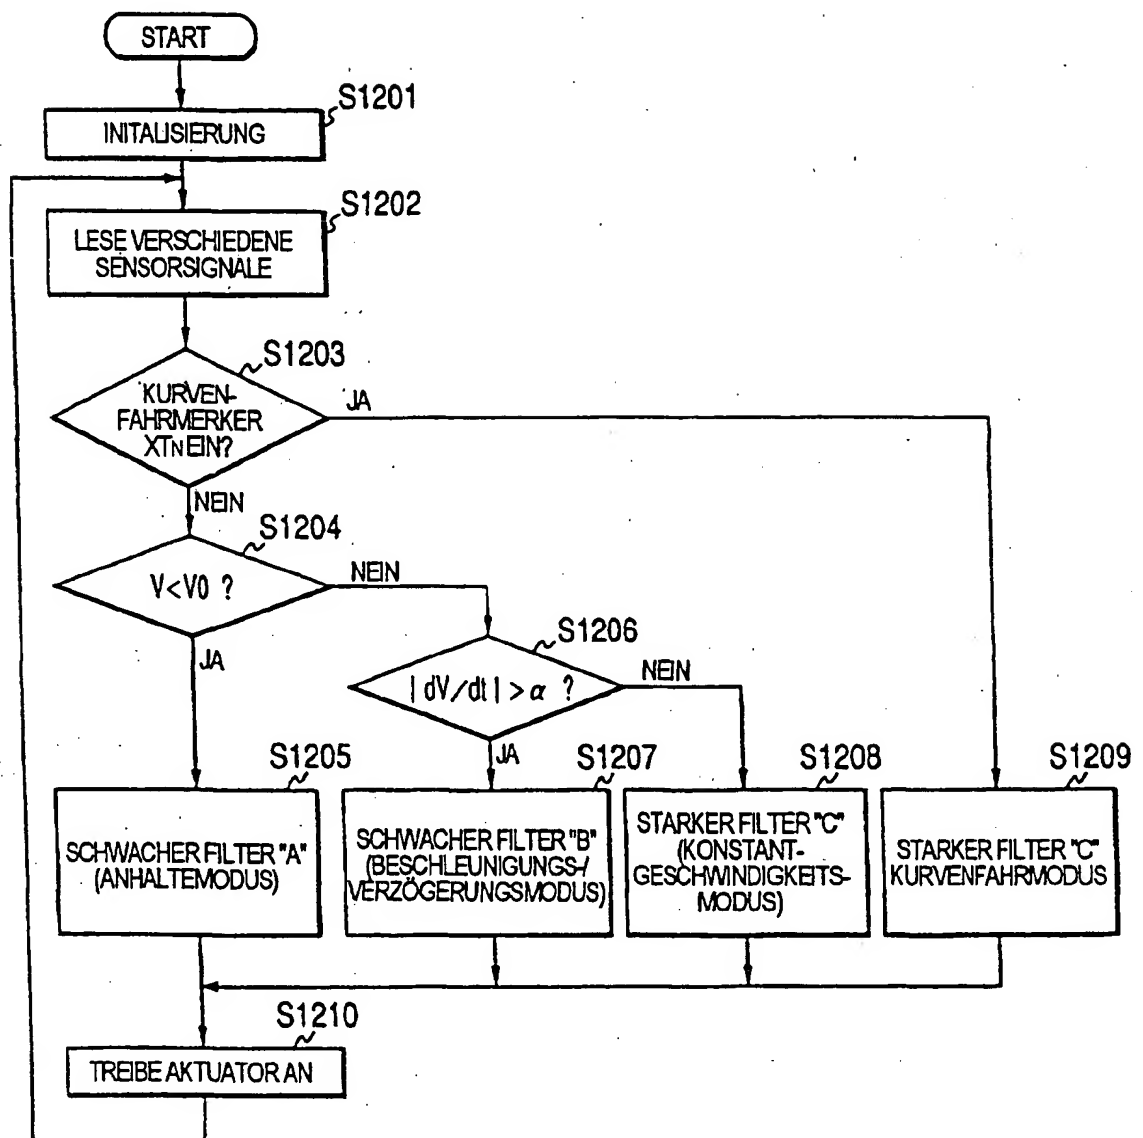 START
S1201
INITALISIERUNG
S1202
LESE VERSCHIEDENE
SENSORSIGNALE
S1203
KURVEN-
FAHRMERKER
XTN EIN?
JA
NEIN
S1204
V<V0 ?
NEIN
JA
S1206
| dV/dt | > α ?
NEIN
JA
S1205
SCHWACHER FILTER "A"
(ANHALTEMODUS)
S1207
SCHWACHER FILTER "B"
(BESCHLEUNIGUNGS-/
VERZÖGERUNGSMODUS)
S1208
STARKER FILTER "C"
(KONSTANT-
GESCHWINDIGKEITS-
MODUS)
S1209
STARKER FILTER "C"
KURVENFAHRMODUS
S1210
TREIBE AKTUATOR AN